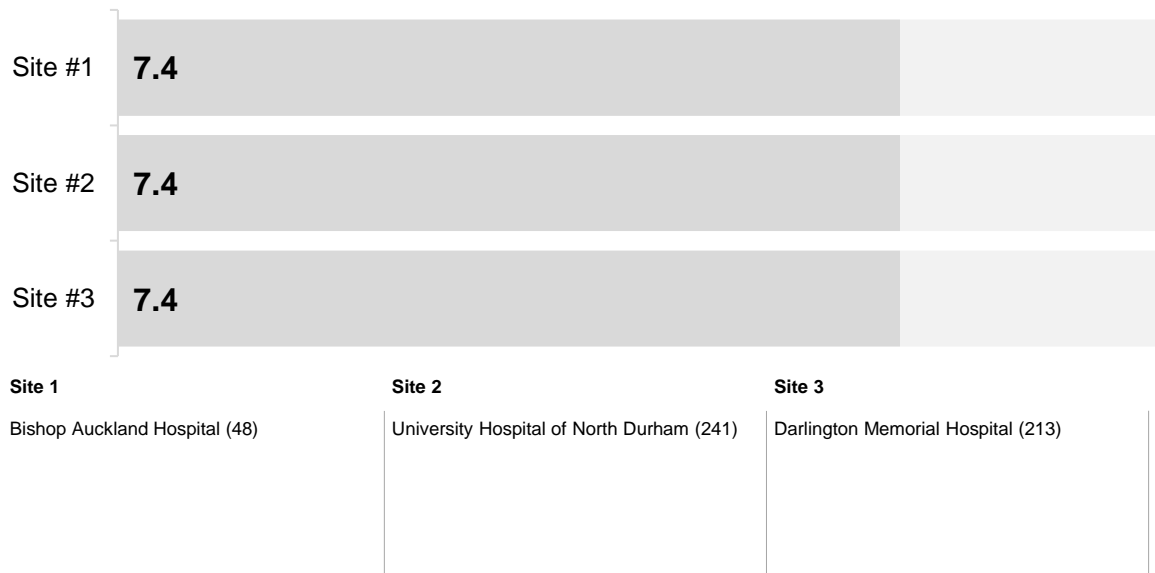 Site #1 7.4
Site #2 7.4
Site #3 7.4
Site 1 Site 2 Site 3
Bishop Auckland Hospital (48) University Hospital of North Durham (241) Darlington Memorial Hospital (213)